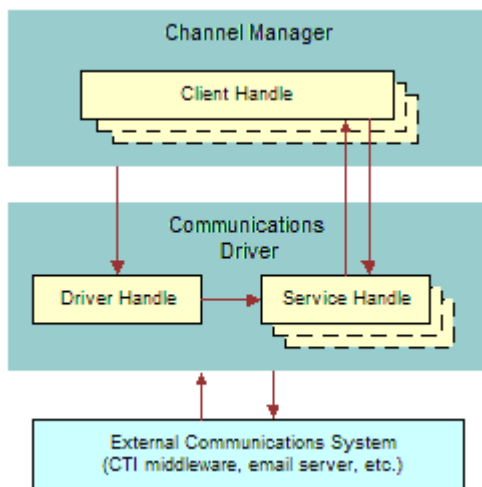 Channel Manager
Client Handle
Communications
Driver
Driver Handle
Service Handle
External Communications System
(CTI middleware, email server, etc.)